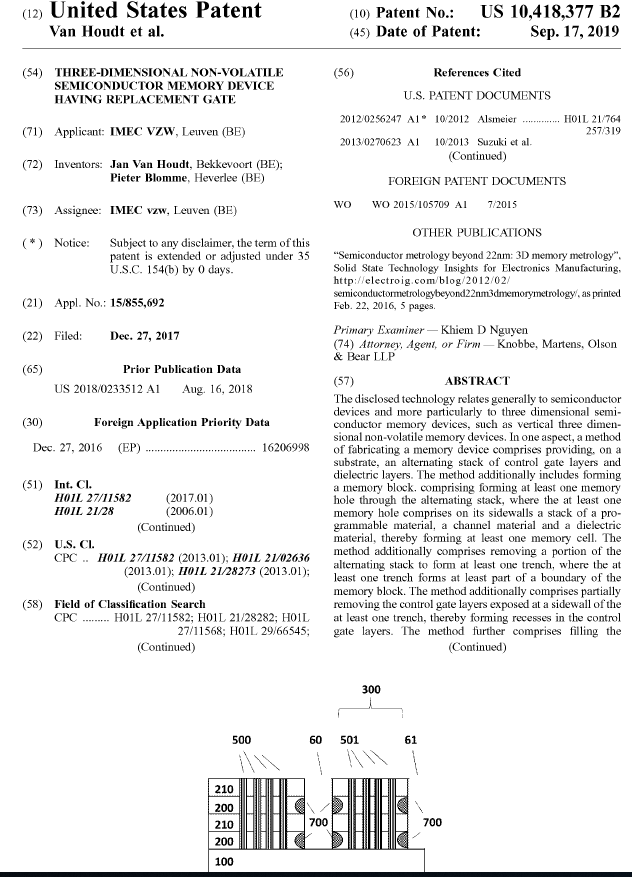 (12) United States Patent
Van Houdt et al.
(10) Patent No.: US 10,418,377 B2
(45) Date of Patent: Sep. 17, 2019
(54) THREE-DIMENSIONAL NON-VOLATILE
SEMICONDUCTOR MEMORY DEVICE
HAVING REPLACEMENT GATE
(71) Applicant: IMEC VZW, Leuven (BE)
(72) Inventors: Jan Van Houdt, Bekkevoort (BE);
Pieter Blomme, Heverlee (BE)
(73) Assignee: IMEC vzw, Leuven (BE)
( * ) Notice: Subject to any disclaimer, the term of this
patent is extended or adjusted under 35
U.S.C. 154(b) by 0 days.
(21) Appl. No.: 15/855,692
(22) Filed: Dec. 27, 2017
(65) Prior Publication Data
US 2018/0233512 A1 Aug. 16, 2018
(30) Foreign Application Priority Data
Dec. 27, 2016 (EP) ..................................... 16206998
(51) Int. Cl.
H01L 27/11582 (2017.01)
H01L 21/28 (2006.01)
(Continued)
(52) U.S. Cl.
CPC .. H01L 27/11582 (2013.01); H01L 21/02636
(2013.01); H01L 21/28273 (2013.01);
(Continued)
(58) Field of Classification Search
CPC ......... H01L 27/11582; H01L 21/28282; H01L
27/11568; H01L 29/66545;
(Continued)
(56) References Cited
U.S. PATENT DOCUMENTS
2012/0256247 A1* 10/2012 Alsmeier ............. H01L 21/764
257/319
2013/0270623 A1 10/2013 Suzuki et al.
(Continued)
FOREIGN PATENT DOCUMENTS
WO WO 2015/105709 A1 7/2015
OTHER PUBLICATIONS
“Semiconductor metrology beyond 22nm: 3D memory metrology”,
Solid State Technology Insights for Electronics Manufacturing,
http://electroig.com/blog/2012/02/
semiconductormetrologybeyond22nm3dmemorymetrology/, as printed
Feb. 22, 2016, 5 pages.
Primary Examiner — Khiem D Nguyen
(74) Attorney, Agent, or Firm — Knobbe, Martens, Olson
& Bear LLP
(57) ABSTRACT
The disclosed technology relates generally to semiconductor
devices and more particularly to three dimensional semi-
conductor memory devices, such as vertical three dimen-
sional non-volatile memory devices. In one aspect, a method
of fabricating a memory device comprises providing, on a
substrate, an alternating stack of control gate layers and
dielectric layers. The method additionally includes forming
a memory block. comprising forming at least one memory
hole through the alternating stack, where the at least one
memory hole comprises on its sidewalls a stack of a pro-
grammable material, a channel material and a dielectric
material, thereby forming at least one memory cell. The
method additionally comprises removing a portion of the
alternating stack to form at least one trench, where the at
least one trench forms at least part of a boundary of the
memory block. The method additionally comprises partially
removing the control gate layers exposed at a sidewall of the
at least one trench, thereby forming recesses in the control
gate layers. The method further comprises filling the
(Continued)
300
500 60 501 61
210
200
700 700
210
200
100